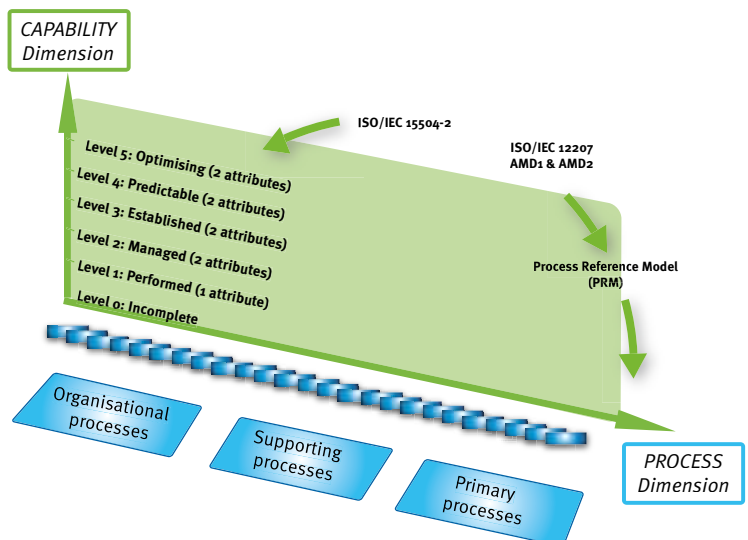 CAPABILITY
Dimension
ISO/IEC 15504-2
ISO/IEC 12207
AMD1 & AMD2
Level 5: Optimising (2 attributes)
Level 4: Predictable (2 attributes)
Level 3: Established (2 attributes)
Level 2: Managed (2 attributes)
Level 1: Performed (1 attribute)
Level 0: Incomplete
Process Reference Model
(PRM)
Organisational
processes
Supporting
processes
Primary
processes
PROCESS
Dimension